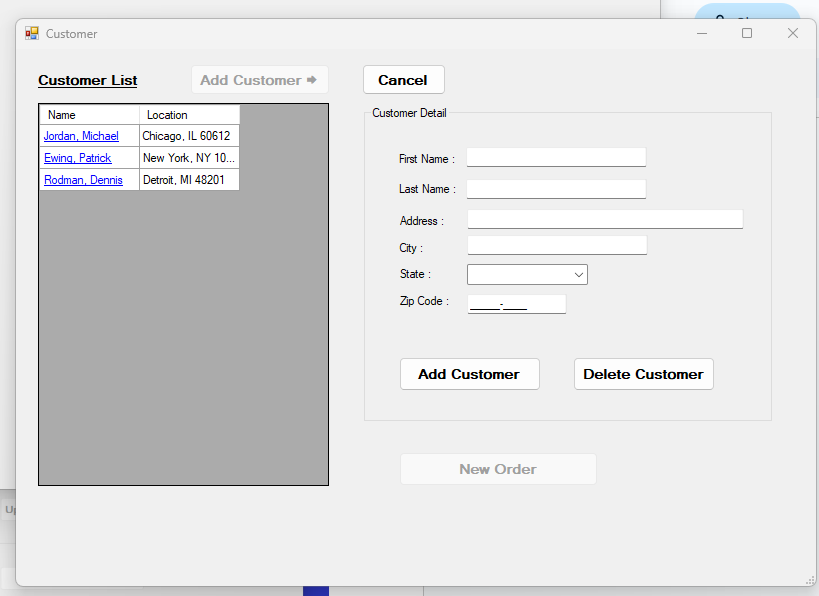 Customer
Customer List
Add Customer
Cancel
Name Location
Jordan, Michael Chicago, IL 60612
Ewing, Patrick New York, NY 10...
Rodman, Dennis Detroit, MI 48201
Customer Detail
First Name :
Last Name :
Address :
City :
State :
Zip Code : _____-____
Add Customer Delete Customer
New Order